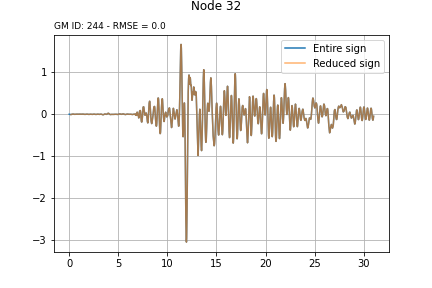 Node 32
GM ID: 244 - RMSE = 0.0
Entire sign
Reduced sign
1
0
−1
−2
−3
0 5 10 15 20 25 30